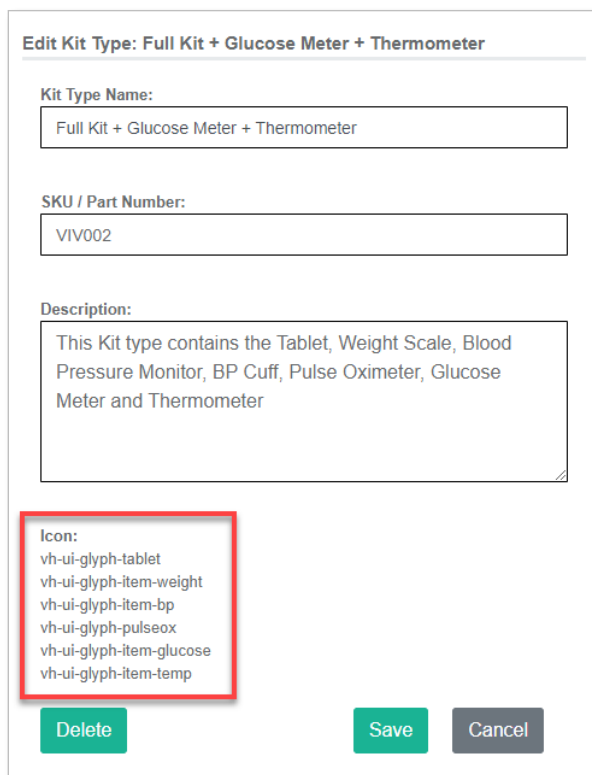 Edit Kit Type: Full Kit + Glucose Meter + Thermometer
Kit Type Name:
Full Kit + Glucose Meter + Thermometer
SKU / Part Number:
VIV002
Description:
This Kit type contains the Tablet, Weight Scale, Blood
Pressure Monitor, BP Cuff, Pulse Oximeter, Glucose
Meter and Thermometer
Icon:
vh-ui-glyph-tablet
vh-ui-glyph-item-weight
vh-ui-glyph-item-bp
vh-ui-glyph-pulseox
vh-ui-glyph-item-glucose
vh-ui-glyph-item-temp
Delete Save Cancel